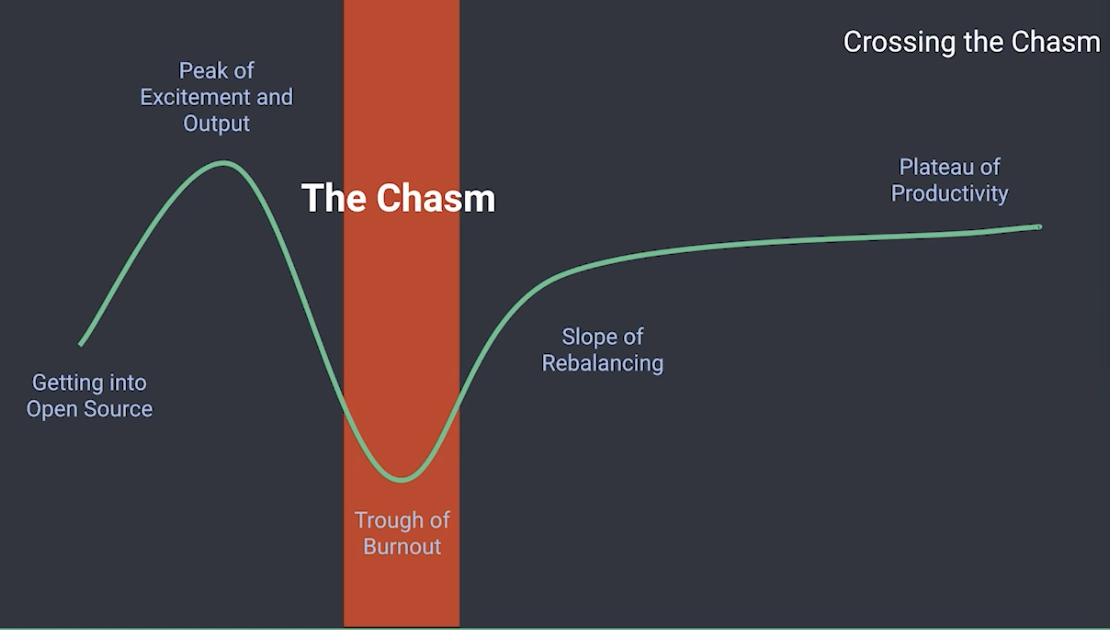 Crossing the Chasm
Peak of
Excitement and
Output
The Chasm
Plateau of
Productivity
Slope of
Rebalancing
Getting into
Open Source
Trough of
Burnout